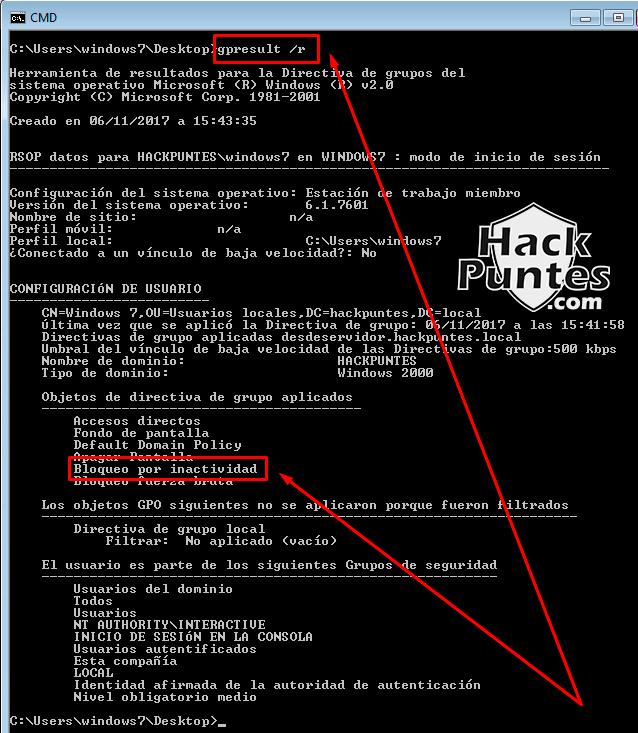 CMD
C:\Users\windows7\Desktop>gpresult /r
Herramienta de resultados para la Directiva de grupos del
sistema operativo Microsoft (R) Windows (R) v2.0
Copyright (C) Microsoft Corp. 1981-2001
Creado en 06/11/2017 a 15:43:35
RSOP datos para HACKPUNTES\windows7 en WINDOWS7 : modo de inicio de sesión
Configuración del sistema operativo: Estación de trabajo miembro
Versión del sistema operativo: 6.1.7601
Nombre de sitio: n/a
Perfil móvil: n/a
Perfil local: C:\Users\windows7
¿Conectado a un vínculo de baja velocidad?: No
Hack
Puntes
.com
CONFIGURACIóN DE USUARIO
CN=Windows 7,OU=Usuarios locales,DC=hackpuntes,DC=local
Última vez que se aplicó la Directiva de grupo: 06/11/2017 a las 15:41:58
Directivas de grupo aplicadas desdeservidor.hackpuntes.local
Umbral del vínculo de baja velocidad de las Directivas de grupo:500 kbps
Nombre de dominio: HACKPUNTES
Tipo de dominio: Windows 2000
Objetos de directiva de grupo aplicados
Accesos directos
Fondo de pantalla
Default Domain Policy
Apagar Pantalla
Bloqueo por inactividad
Bloqueo fuerza bruta
Los objetos GPO siguientes no se aplicaron porque fueron filtrados
Directiva de grupo local
Filtrar: No aplicado (vacío)
El usuario es parte de los siguientes Grupos de seguridad
Usuarios del dominio
Todos
Usuarios
NT AUTHORITY\INTERACTIVE
INICIO DE SESIóN EN LA CONSOLA
Usuarios autentificados
Esta compañía
LOCAL
Identidad afirmada de la autoridad de autenticación
Nivel obligatorio medio
C:\Users\windows7\Desktop>_